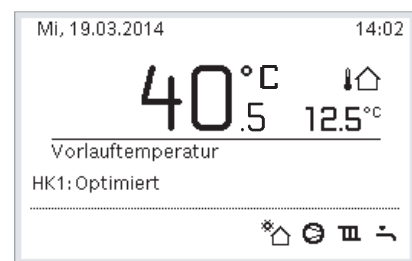 Mi, 19.03.2014 14:02
40.5 °C
12.5°C
Vorlauftemperatur
HK1: Optimiert